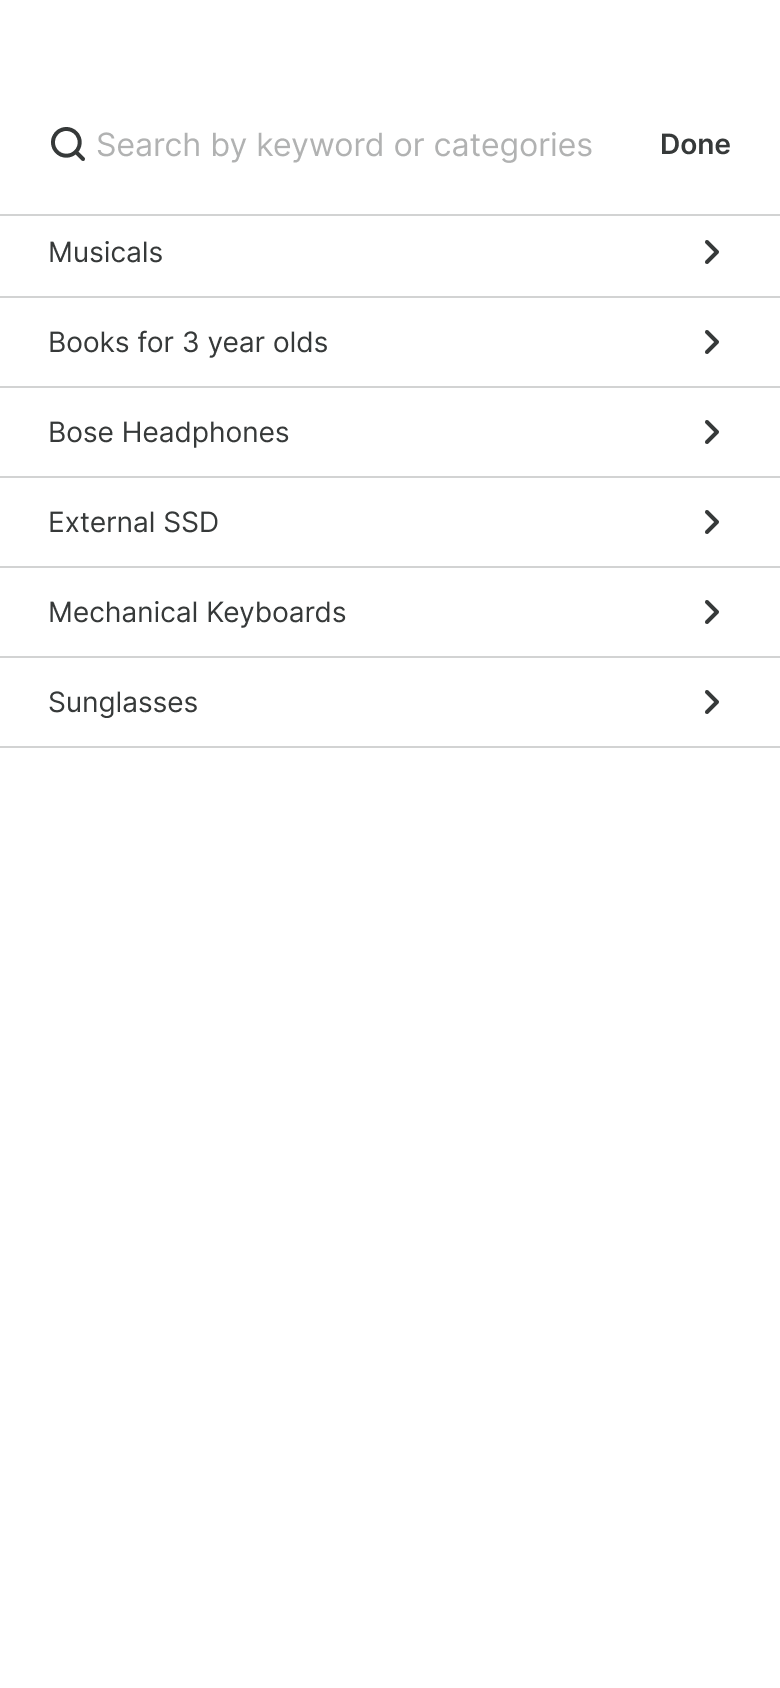 Search by keyword or categories Done
Musicals
Books for 3 year olds
Bose Headphones
External SSD
Mechanical Keyboards
Sunglasses